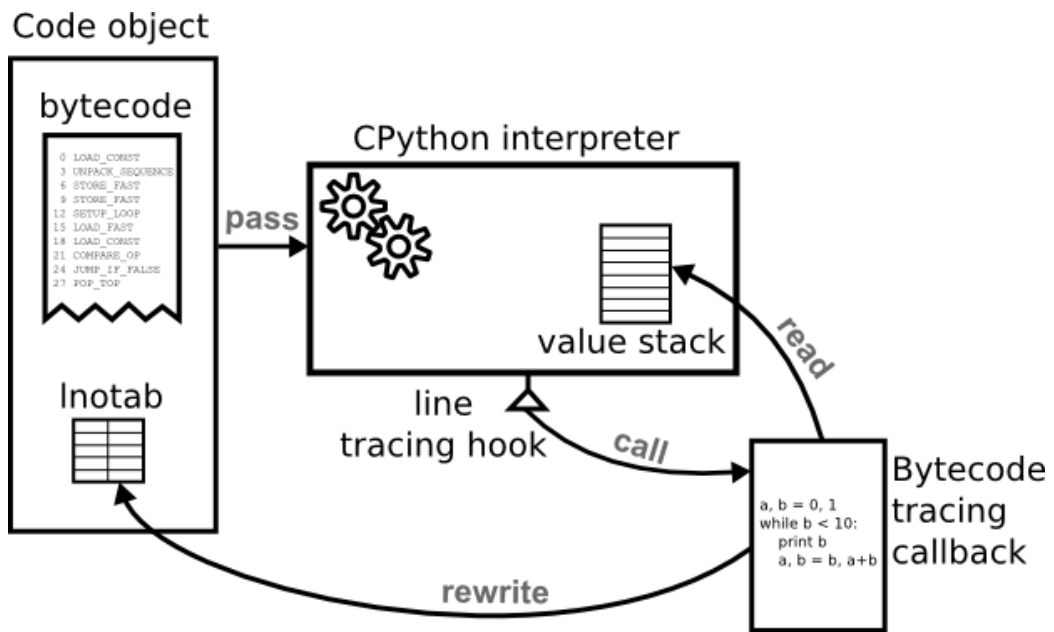 Code object
bytecode
0 LOAD_CONST
3 UNPACK_SEQUENCE
6 STORE_FAST
9 STORE_FAST
12 SETUP_LOOP
15 LOAD_FAST
18 LOAD_CONST
21 COMPARE_OP
24 JUMP_IF_FALSE
27 POP_TOP
lnotab
pass
CPython interpreter
value stack
line
tracing hook
call
read
rewrite
a, b = 0, 1
while b < 10:
print b
a, b = b, a+b
Bytecode
tracing
callback